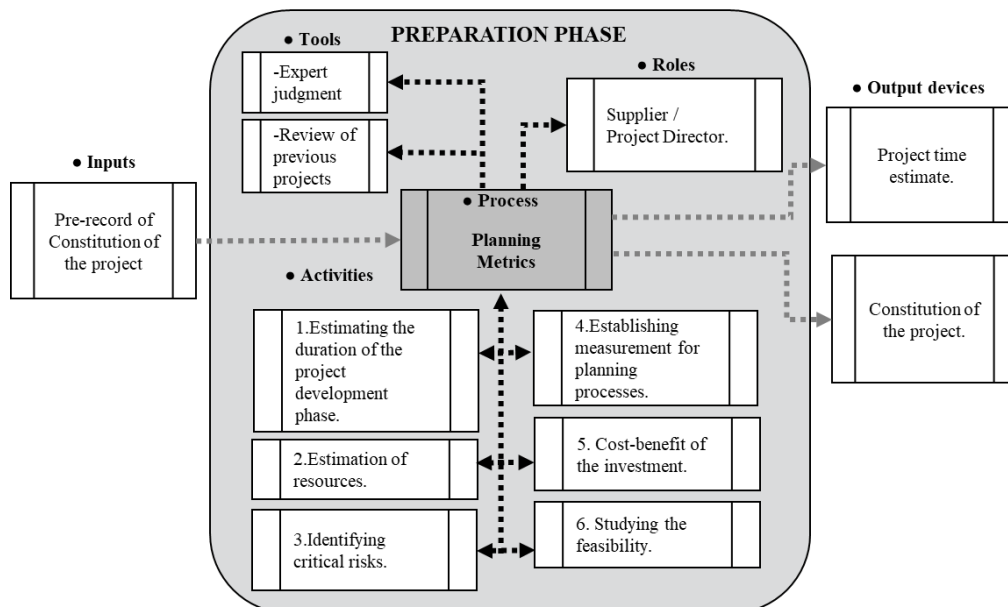 PREPARATION PHASE
● Tools
-Expert
judgment
-Review of
previous
projects
● Roles
Supplier /
Project Director.
● Output devices
Project time
estimate.
Constitution of
the project.
● Inputs
Pre-record of
Constitution of
the project
● Process
Planning
Metrics
● Activities
1.Estimating the
duration of the
project
development
phase.
2.Estimation of
resources.
3.Identifying
critical risks.
4.Establishing
measurement for
planning
processes.
5. Cost-benefit of
the investment.
6. Studying the
feasibility.